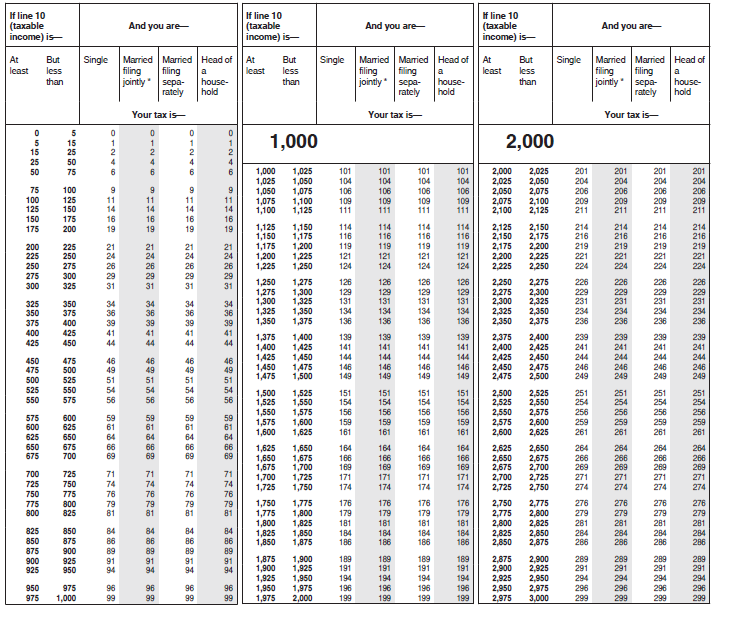 If line 10
(taxable
income) is—
And you are—
At
least
But
less
than
Single
Married
filing
jointly *
Married
filing
sepa-
rately
Head of
a
house-
hold
Your tax is—
0 5 0 0 0 0
5 15 1 1 1 1
15 25 2 2 2 2
25 50 4 4 4 4
50 75 6 6 6 6
75 100 9 9 9 9
100 125 11 11 11 11
125 150 14 14 14 14
150 175 16 16 16 16
175 200 19 19 19 19
200 225 21 21 21 21
225 250 24 24 24 24
250 275 26 26 26 26
275 300 29 29 29 29
300 325 31 31 31 31
325 350 34 34 34 34
350 375 36 36 36 36
375 400 39 39 39 39
400 425 41 41 41 41
425 450 44 44 44 44
450 475 46 46 46 46
475 500 49 49 49 49
500 525 51 51 51 51
525 550 54 54 54 54
550 575 56 56 56 56
575 600 59 59 59 59
600 625 61 61 61 61
625 650 64 64 64 64
650 675 66 66 66 66
675 700 69 69 69 69
700 725 71 71 71 71
725 750 74 74 74 74
750 775 76 76 76 76
775 800 79 79 79 79
800 825 81 81 81 81
825 850 84 84 84 84
850 875 86 86 86 86
875 900 89 89 89 89
900 925 91 91 91 91
925 950 94 94 94 94
950 975 96 96 96 96
975 1,000 99 99 99 99
If line 10
(taxable
income) is—
And you are—
At
least
But
less
than
Single
Married
filing
jointly *
Married
filing
sepa-
rately
Head of
a
house-
hold
Your tax is—
1,000
1,000 1,025 101 101 101 101
1,025 1,050 104 104 104 104
1,050 1,075 106 106 106 106
1,075 1,100 109 109 109 109
1,100 1,125 111 111 111 111
1,125 1,150 114 114 114 114
1,150 1,175 116 116 116 116
1,175 1,200 119 119 119 119
1,200 1,225 121 121 121 121
1,225 1,250 124 124 124 124
1,250 1,275 126 126 126 126
1,275 1,300 129 129 129 129
1,300 1,325 131 131 131 131
1,325 1,350 134 134 134 134
1,350 1,375 136 136 136 136
1,375 1,400 139 139 139 139
1,400 1,425 141 141 141 141
1,425 1,450 144 144 144 144
1,450 1,475 146 146 146 146
1,475 1,500 149 149 149 149
1,500 1,525 151 151 151 151
1,525 1,550 154 154 154 154
1,550 1,575 156 156 156 156
1,575 1,600 159 159 159 159
1,600 1,625 161 161 161 161
1,625 1,650 164 164 164 164
1,650 1,675 166 166 166 166
1,675 1,700 169 169 169 169
1,700 1,725 171 171 171 171
1,725 1,750 174 174 174 174
1,750 1,775 176 176 176 176
1,775 1,800 179 179 179 179
1,800 1,825 181 181 181 181
1,825 1,850 184 184 184 184
1,850 1,875 186 186 186 186
1,875 1,900 189 189 189 189
1,900 1,925 191 191 191 191
1,925 1,950 194 194 194 194
1,950 1,975 196 196 196 196
1,975 2,000 199 199 199 199
If line 10
(taxable
income) is—
And you are—
At
least
But
less
than
Single
Married
filing
jointly *
Married
filing
sepa-
rately
Head of
a
house-
hold
Your tax is—
2,000
2,000 2,025 201 201 201 201
2,025 2,050 204 204 204 204
2,050 2,075 206 206 206 206
2,075 2,100 209 209 209 209
2,100 2,125 211 211 211 211
2,125 2,150 214 214 214 214
2,150 2,175 216 216 216 216
2,175 2,200 219 219 219 219
2,200 2,225 221 221 221 221
2,225 2,250 224 224 224 224
2,250 2,275 226 226 226 226
2,275 2,300 229 229 229 229
2,300 2,325 231 231 231 231
2,325 2,350 234 234 234 234
2,350 2,375 236 236 236 236
2,375 2,400 239 239 239 239
2,400 2,425 241 241 241 241
2,425 2,450 244 244 244 244
2,450 2,475 246 246 246 246
2,475 2,500 249 249 249 249
2,500 2,525 251 251 251 251
2,525 2,550 254 254 254 254
2,550 2,575 256 256 256 256
2,575 2,600 259 259 259 259
2,600 2,625 261 261 261 261
2,625 2,650 264 264 264 264
2,650 2,675 266 266 266 266
2,675 2,700 269 269 269 269
2,700 2,725 271 271 271 271
2,725 2,750 274 274 274 274
2,750 2,775 276 276 276 276
2,775 2,800 279 279 279 279
2,800 2,825 281 281 281 281
2,825 2,850 284 284 284 284
2,850 2,875 286 286 286 286
2,875 2,900 289 289 289 289
2,900 2,925 291 291 291 291
2,925 2,950 294 294 294 294
2,950 2,975 296 296 296 296
2,975 3,000 299 299 299 299